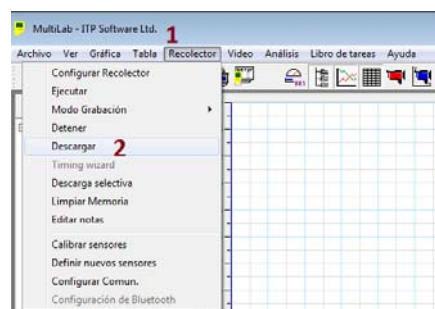 MultiLab - ITP Software Ltd. 1
Archivo Ver Gráfica Tabla Recolector Video Análisis Libro de tareas Ayuda
Configurar Recolector
Ejecutar
Modo Grabación
Detener
Descargar 2
Timing wizard
Descarga selectiva
Limpiar Memoria
Editar notas
Calibrar sensores
Definir nuevos sensores
Configurar Comun.
Configuración de Bluetooth